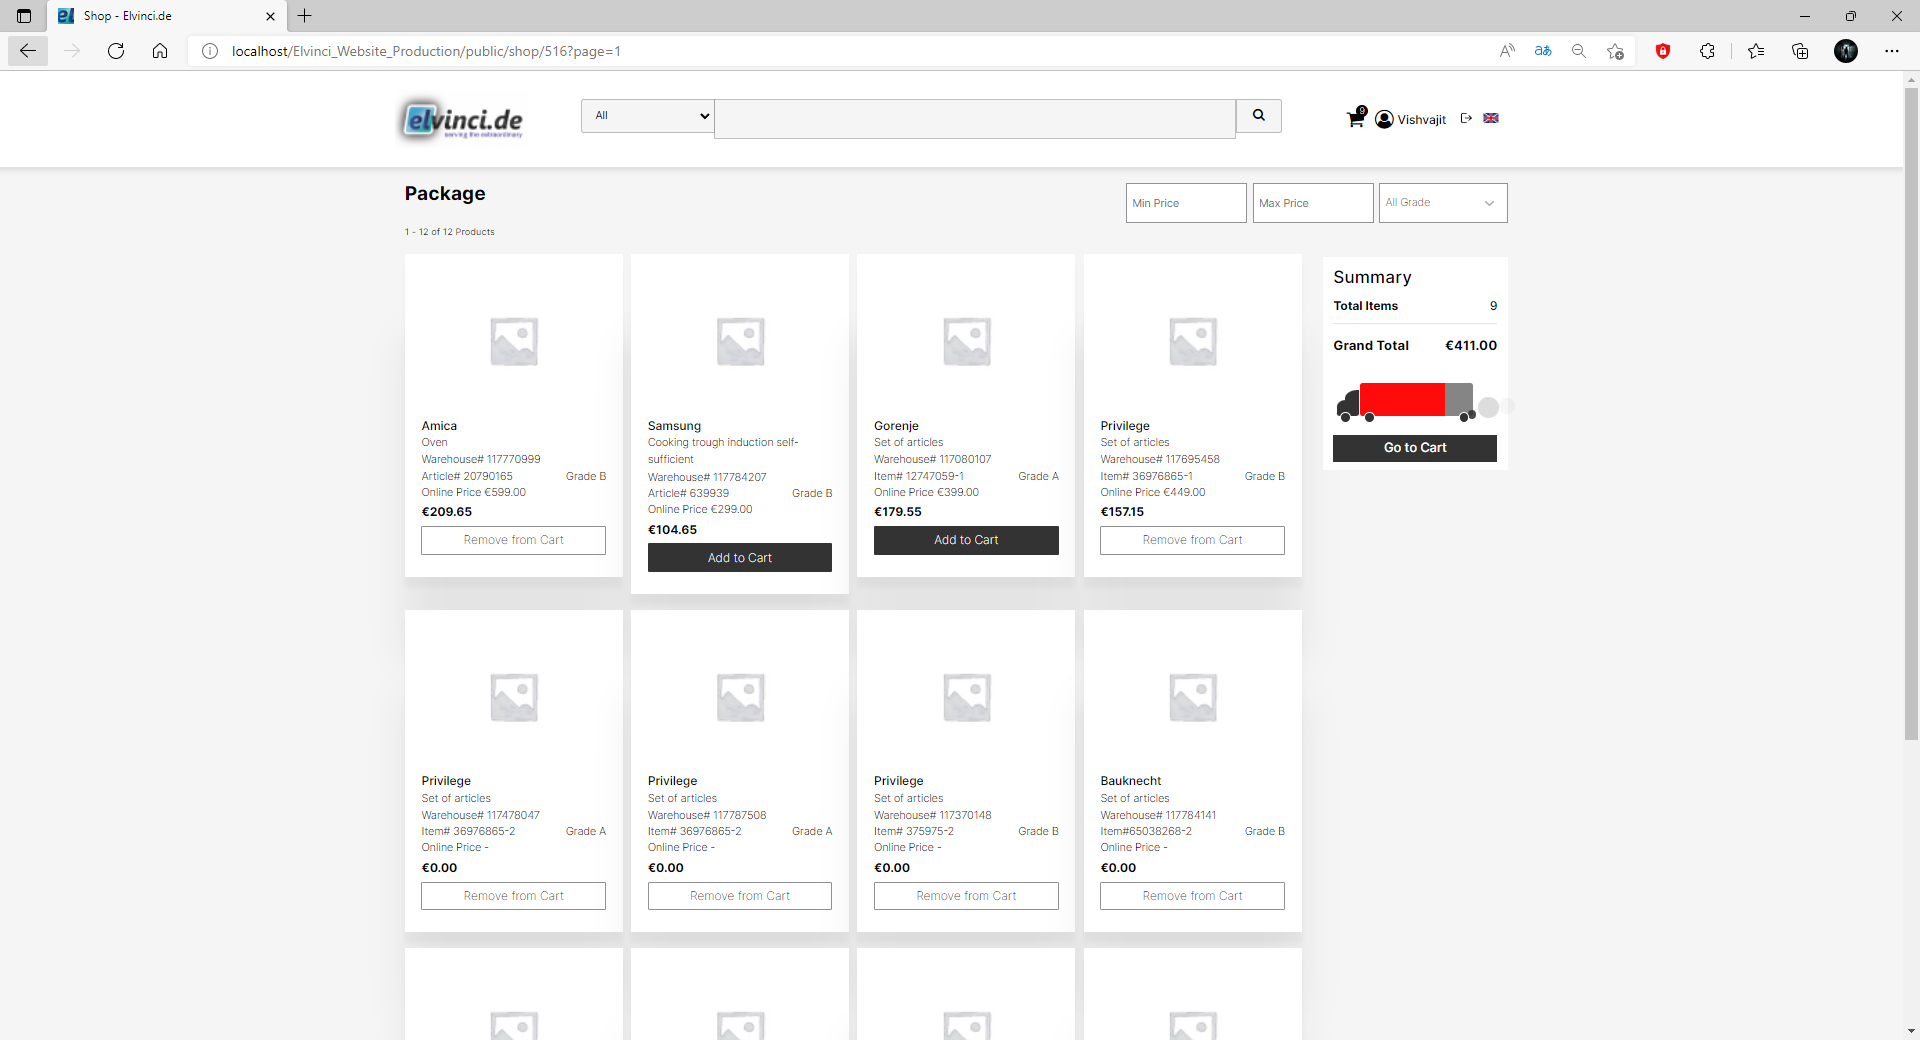 Shop - Elvinci.de
localhost/Elvinci_Website_Production/public/shop/516?page=1
elvinci.de
serving the extraordinary
All
9
Vishvajit
Package
Min Price
Max Price
All Grade
1 - 12 of 12 Products
Amica
Oven
Warehouse# 117770999
Article# 20790165 Grade B
Online Price €599.00
€209.65
Remove from Cart
Samsung
Cooking trough induction self-
sufficient
Warehouse# 117784207
Article# 639939 Grade B
Online Price €299.00
€104.65
Add to Cart
Gorenje
Set of articles
Warehouse# 117080107
Item# 12747059-1 Grade A
Online Price €399.00
€179.55
Add to Cart
Privilege
Set of articles
Warehouse# 117695458
Item# 36976865-1 Grade B
Online Price €449.00
€157.15
Remove from Cart
Summary
Total Items 9
Grand Total €411.00
Go to Cart
Privilege
Set of articles
Warehouse# 117478047
Item# 36976865-2 Grade A
Online Price -
€0.00
Remove from Cart
Privilege
Set of articles
Warehouse# 117787508
Item# 36976865-2 Grade A
Online Price -
€0.00
Remove from Cart
Privilege
Set of articles
Warehouse# 117370148
Item# 375975-2 Grade B
Online Price -
€0.00
Remove from Cart
Bauknecht
Set of articles
Warehouse# 117784141
Item#65038268-2 Grade B
Online Price -
€0.00
Remove from Cart